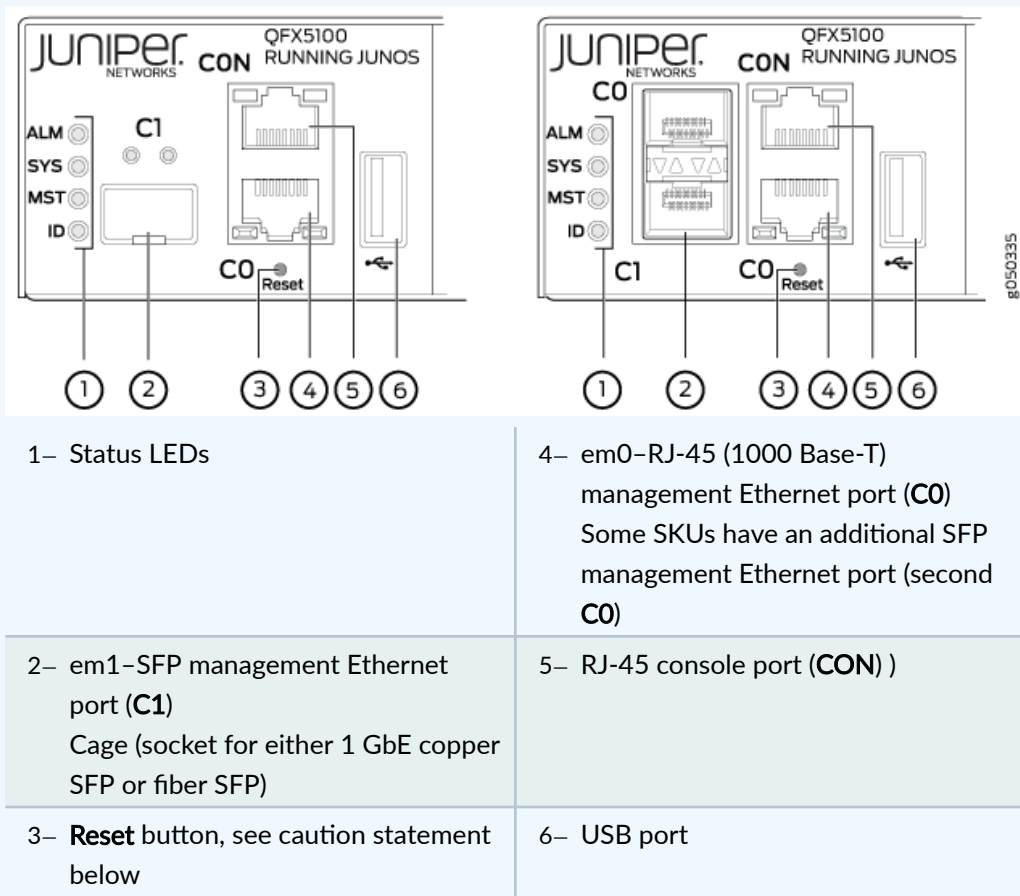 JUNIPER
NETWORKS
CON
QFX5100
RUNNING JUNOS
ALM
SYS
MST
ID
C1
C0
Reset
1
2
3
4
5
6
JUNIPER
NETWORKS
CON
QFX5100
RUNNING JUNOS
C0
ALM
SYS
MST
ID
C1
C0
Reset
1
2
3
4
5
6
g050335
1– Status LEDs
4– em0–RJ-45 (1000 Base-T)
management Ethernet port (C0)
Some SKUs have an additional SFP
management Ethernet port (second
C0)
2– em1–SFP management Ethernet
port (C1)
Cage (socket for either 1 GbE copper
SFP or fiber SFP)
5– RJ-45 console port (CON) )
3– Reset button, see caution statement
below
6– USB port